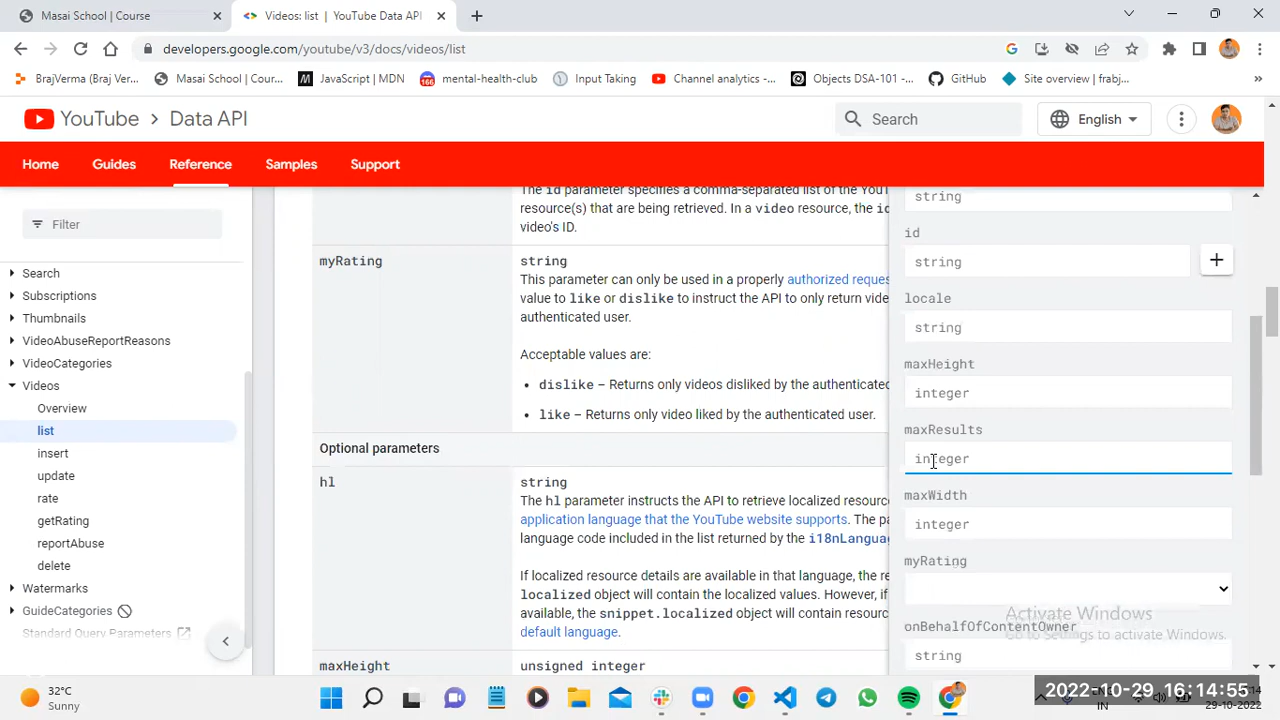 Masai School | Course
Videos: list | YouTube Data API
developers.google.com/youtube/v3/docs/videos/list
BrajVerma (Braj Ver...
Masai School | Cour...
JavaScript | MDN
mental-health-club
Input Taking
Channel analytics -...
Objects DSA-101 -...
GitHub
Site overview | frabj...
»
YouTube > Data API
Search
English
Home
Guides
Reference
Samples
Support
Filter
Search
Subscriptions
Thumbnails
VideoAbuseReportReasons
VideoCategories
Videos
Overview
list
insert
update
rate
getRating
reportAbuse
delete
Watermarks
GuideCategories
Standard Query Parameters
The id parameter specifies a comma-separated list of the YouT
resource(s) that are being retrieved. In a video resource, the id
video's ID.
myRating
string
This parameter can only be used in a properly authorized reques
value to like or dislike to instruct the API to only return vide
authenticated user.
Acceptable values are:
• dislike – Returns only videos disliked by the authenticated
• like – Returns only video liked by the authenticated user.
Optional parameters
hl
string
The hl parameter instructs the API to retrieve localized resource
application language that the YouTube website supports. The pa
language code included in the list returned by the i18nLanguag
If localized resource details are available in that language, the re
localized object will contain the localized values. However, if
available, the snippet.localized object will contain resource
default language.
maxHeight
unsigned integer
string
id
string
+
locale
string
maxHeight
integer
maxResults
integer
maxWidth
integer
myRating
onBehalfOfContentOwner
string
Activate Windows
Go to Settings to activate Windows.
32°C
Sunny
166
IN
29-10-2022
2022-10-29 16:14:55